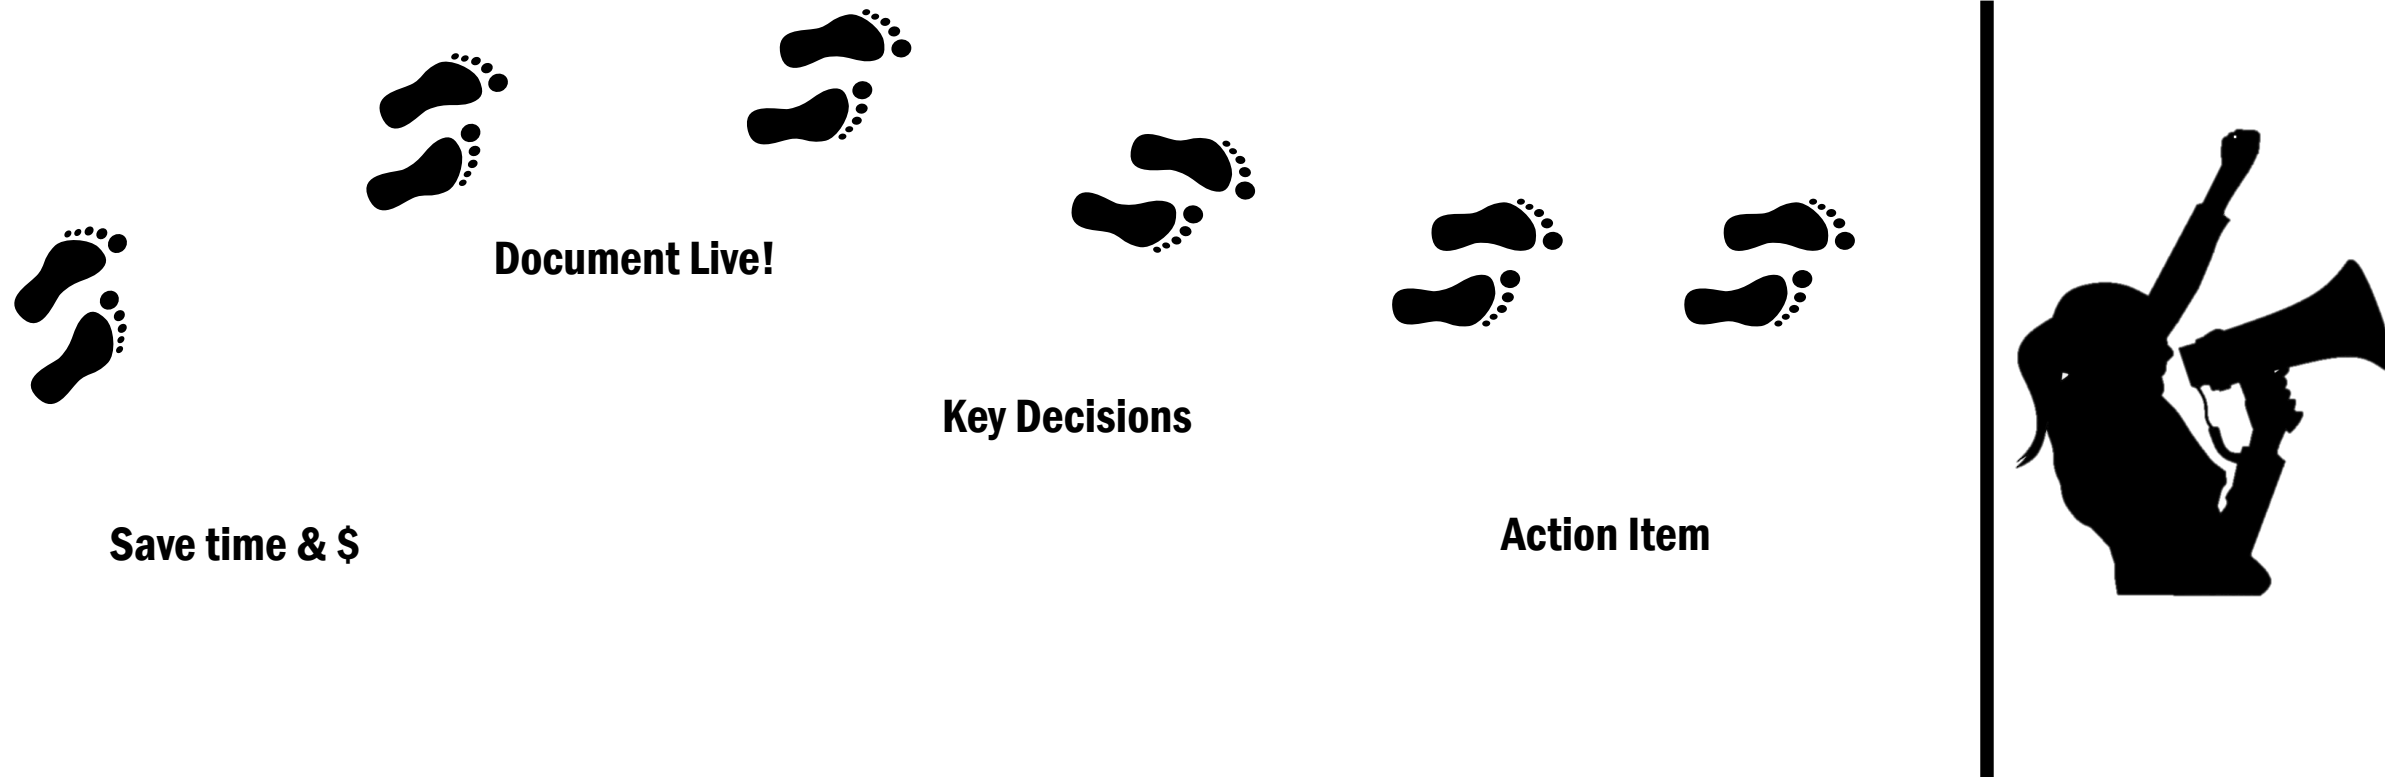 Save time & $
Document Live!
Key Decisions
Action Item